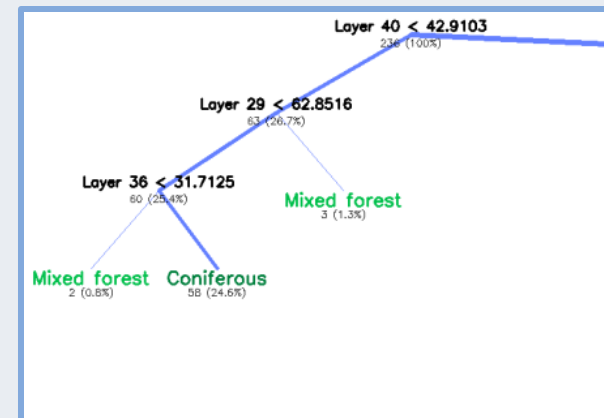 Layer 40 < 42.9103
236 (100%)
Layer 29 < 62.8516
63 (26.7%)
Layer 36 < 31.7125
60 (25.4%)
Mixed forest
3 (1.3%)
Mixed forest
2 (0.8%)
Coniferous
58 (24.6%)